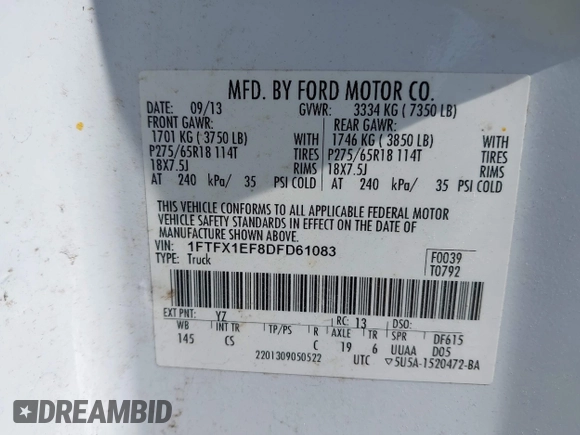 MFD. BY FORD MOTOR CO.
DATE: 09/13 GVWR: 3334 KG ( 7350 LB)
FRONT GAWR: REAR GAWR:
1701 KG ( 3750 LB) WITH 1746 KG ( 3850 LB) WITH
P275/65R18 114T TIRES P275/65R18 114T TIRES
18X7.5J RIMS 18X7.5J RIMS
AT 240 kPa/ 35 PSI COLD AT 240 kPa/ 35 PSI COLD
THIS VEHICLE CONFORMS TO ALL APPLICABLE FEDERAL MOTOR
VEHICLE SAFETY STANDARDS IN EFFECT ON THE DATE OF
MANUFACTURE SHOWN ABOVE.
VIN: 1FTFX1EF8DFD61083 F0039
TYPE: Truck T0792
EXT PNT: YZ RC: 13 DSO:
WB INT TR TP/PS R AXLE TR SPR DF615
145 CS C 19 6 UUAA D05
2201309050522 UTC ▽5U5A-1520472-BA
DREAMBID
ONLINE AUTO AUCTIONS